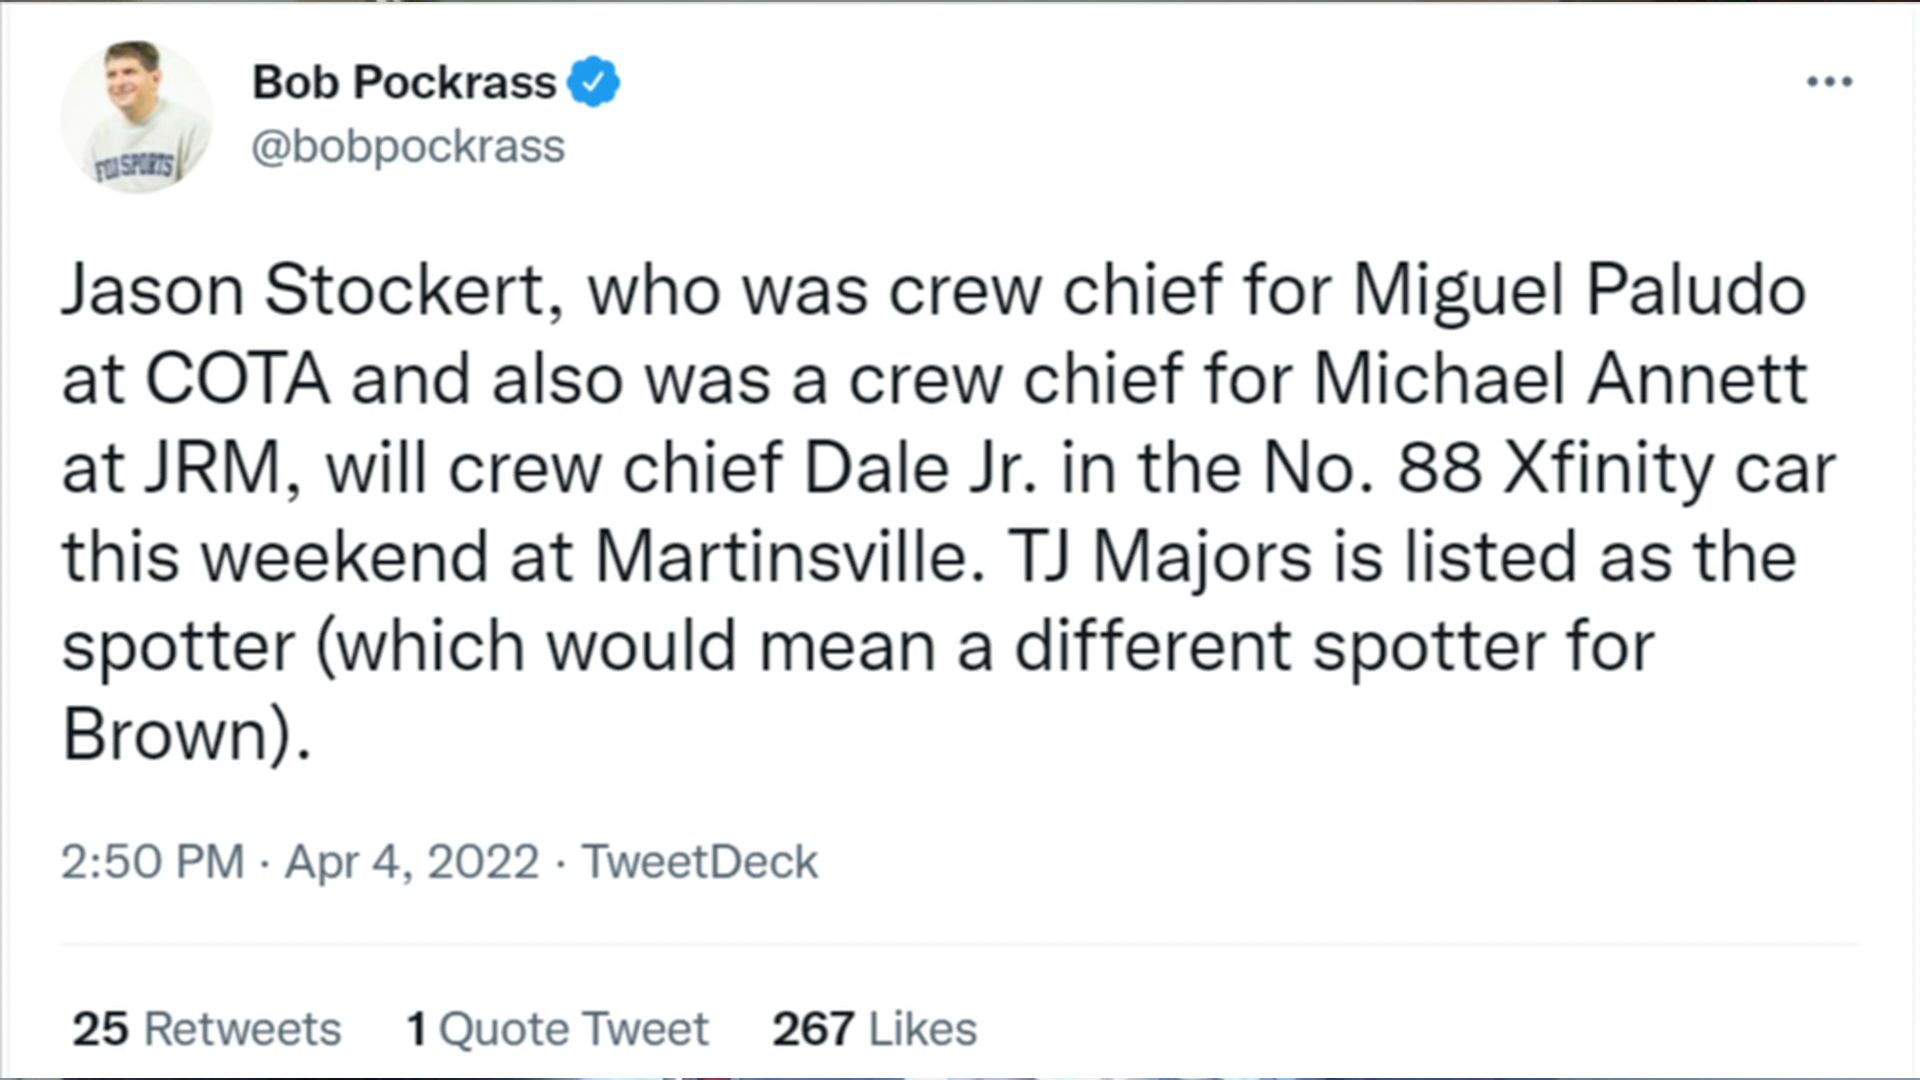 Bob Pockrass
@bobpockrass
FOX SPORTS
Jason Stockert, who was crew chief for Miguel Paludo
at COTA and also was a crew chief for Michael Annett
at JRM, will crew chief Dale Jr. in the No. 88 Xfinity car
this weekend at Martinsville. TJ Majors is listed as the
spotter (which would mean a different spotter for
Brown).
2:50 PM · Apr 4, 2022 · TweetDeck
25 Retweets 1 Quote Tweet 267 Likes